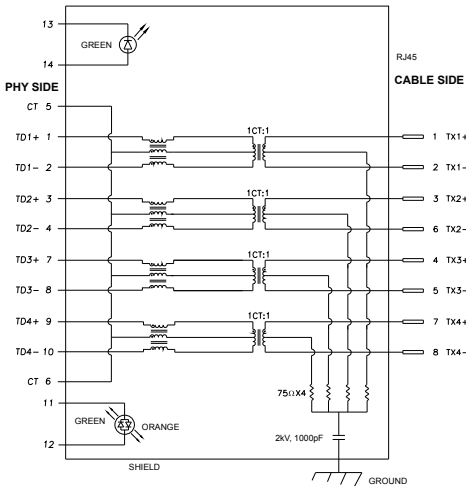 13
GREEN
14
RJ45
PHY SIDE
CABLE SIDE
CT 5
TD1+ 1
1CT:1
1 TX1+
TD1- 2
2 TX1-
TD2+ 3
1CT:1
3 TX2+
TD2- 4
6 TX2-
TD3+ 7
1CT:1
4 TX3+
TD3- 8
5 TX3-
TD4+ 9
1CT:1
7 TX4+
TD4- 10
8 TX4-
CT 6
75ΩX4
11
GREEN
ORANGE
12
2kV, 1000pF
SHIELD
GROUND